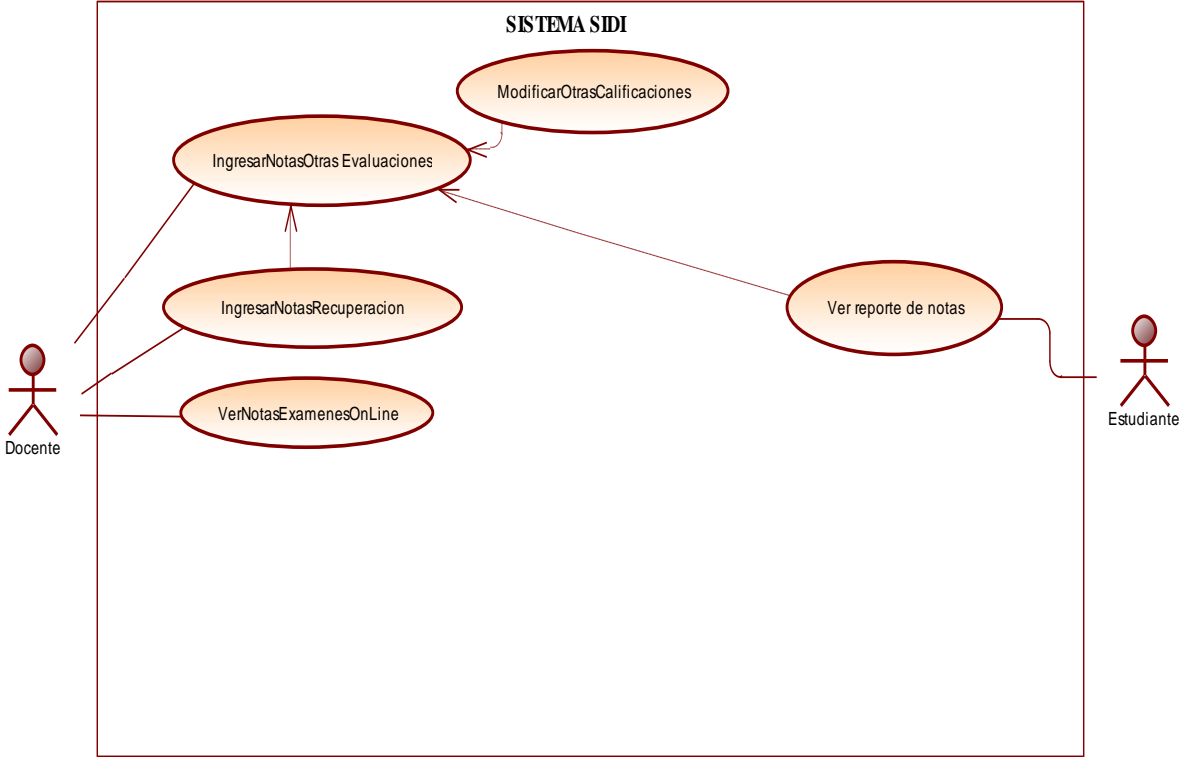 SISTEMA SIDI
ModificarOtrasCalificaciones
IngresarNotasOtras Evaluaciones
IngresarNotasRecuperacion
Ver reporte de notas
VerNotasExamenesOnLine
Docente
Estudiante